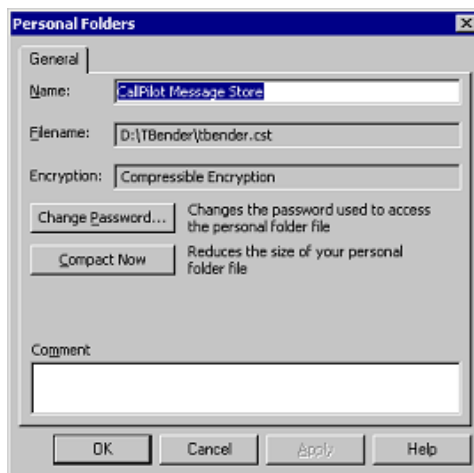 Personal Folders
General
Name: CallPilot Message Store
Filename: D:\TBender\tbender.cst
Encryption: Compressible Encryption
Change Password... Changes the password used to access
the personal folder file
Compact Now Reduces the size of your personal
folder file
Comment
OK Cancel Apply Help